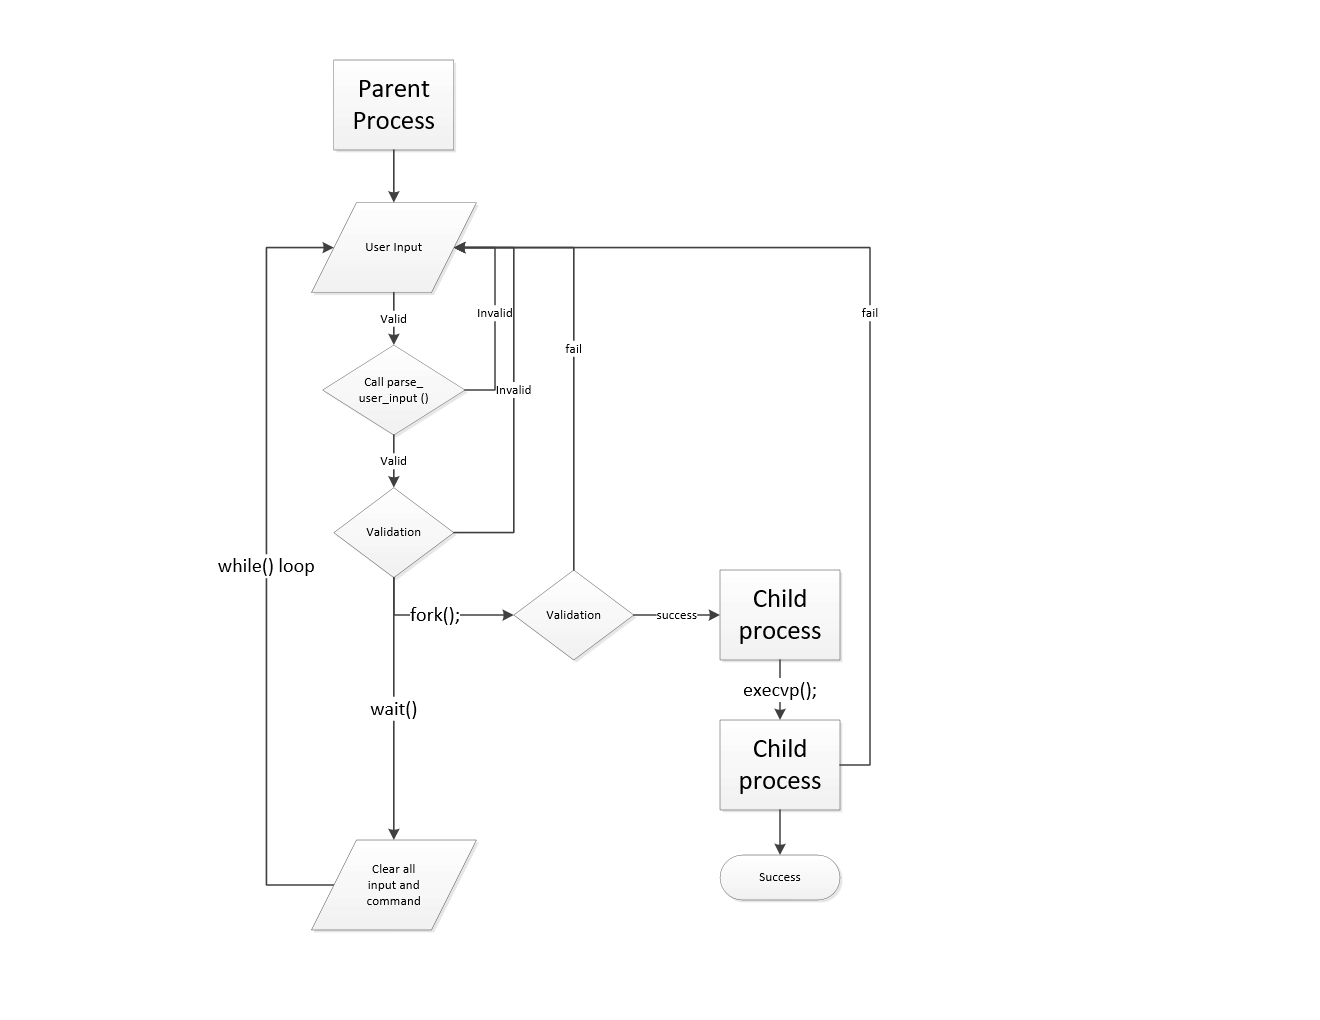 Parent
Process
User Input
Valid
Invalid
fail
fail
Call parse_
user_input ()
Invalid
Valid
Validation
while() loop
fork();
Validation
success
Child
process
execvp();
wait()
Child
process
Clear all
input and
command
Success